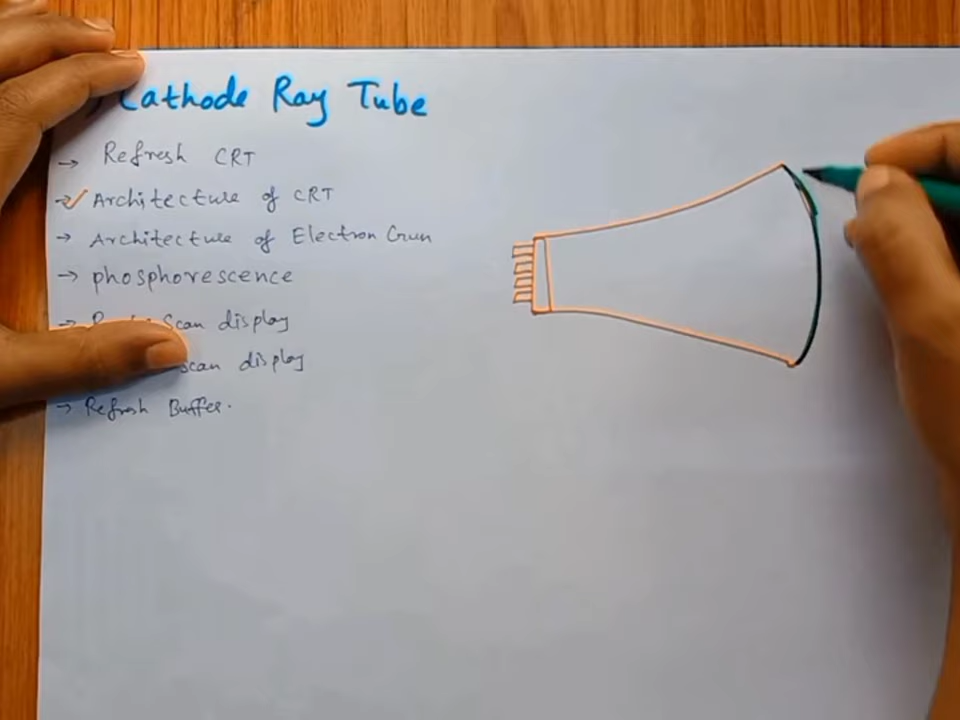 Cathode Ray Tube
→ Refresh CRT
→ Architecture of CRT
→ Architecture of Electron Gun
→ phosphorescence
→ Scan display
scan display
→ Refresh Buffer.